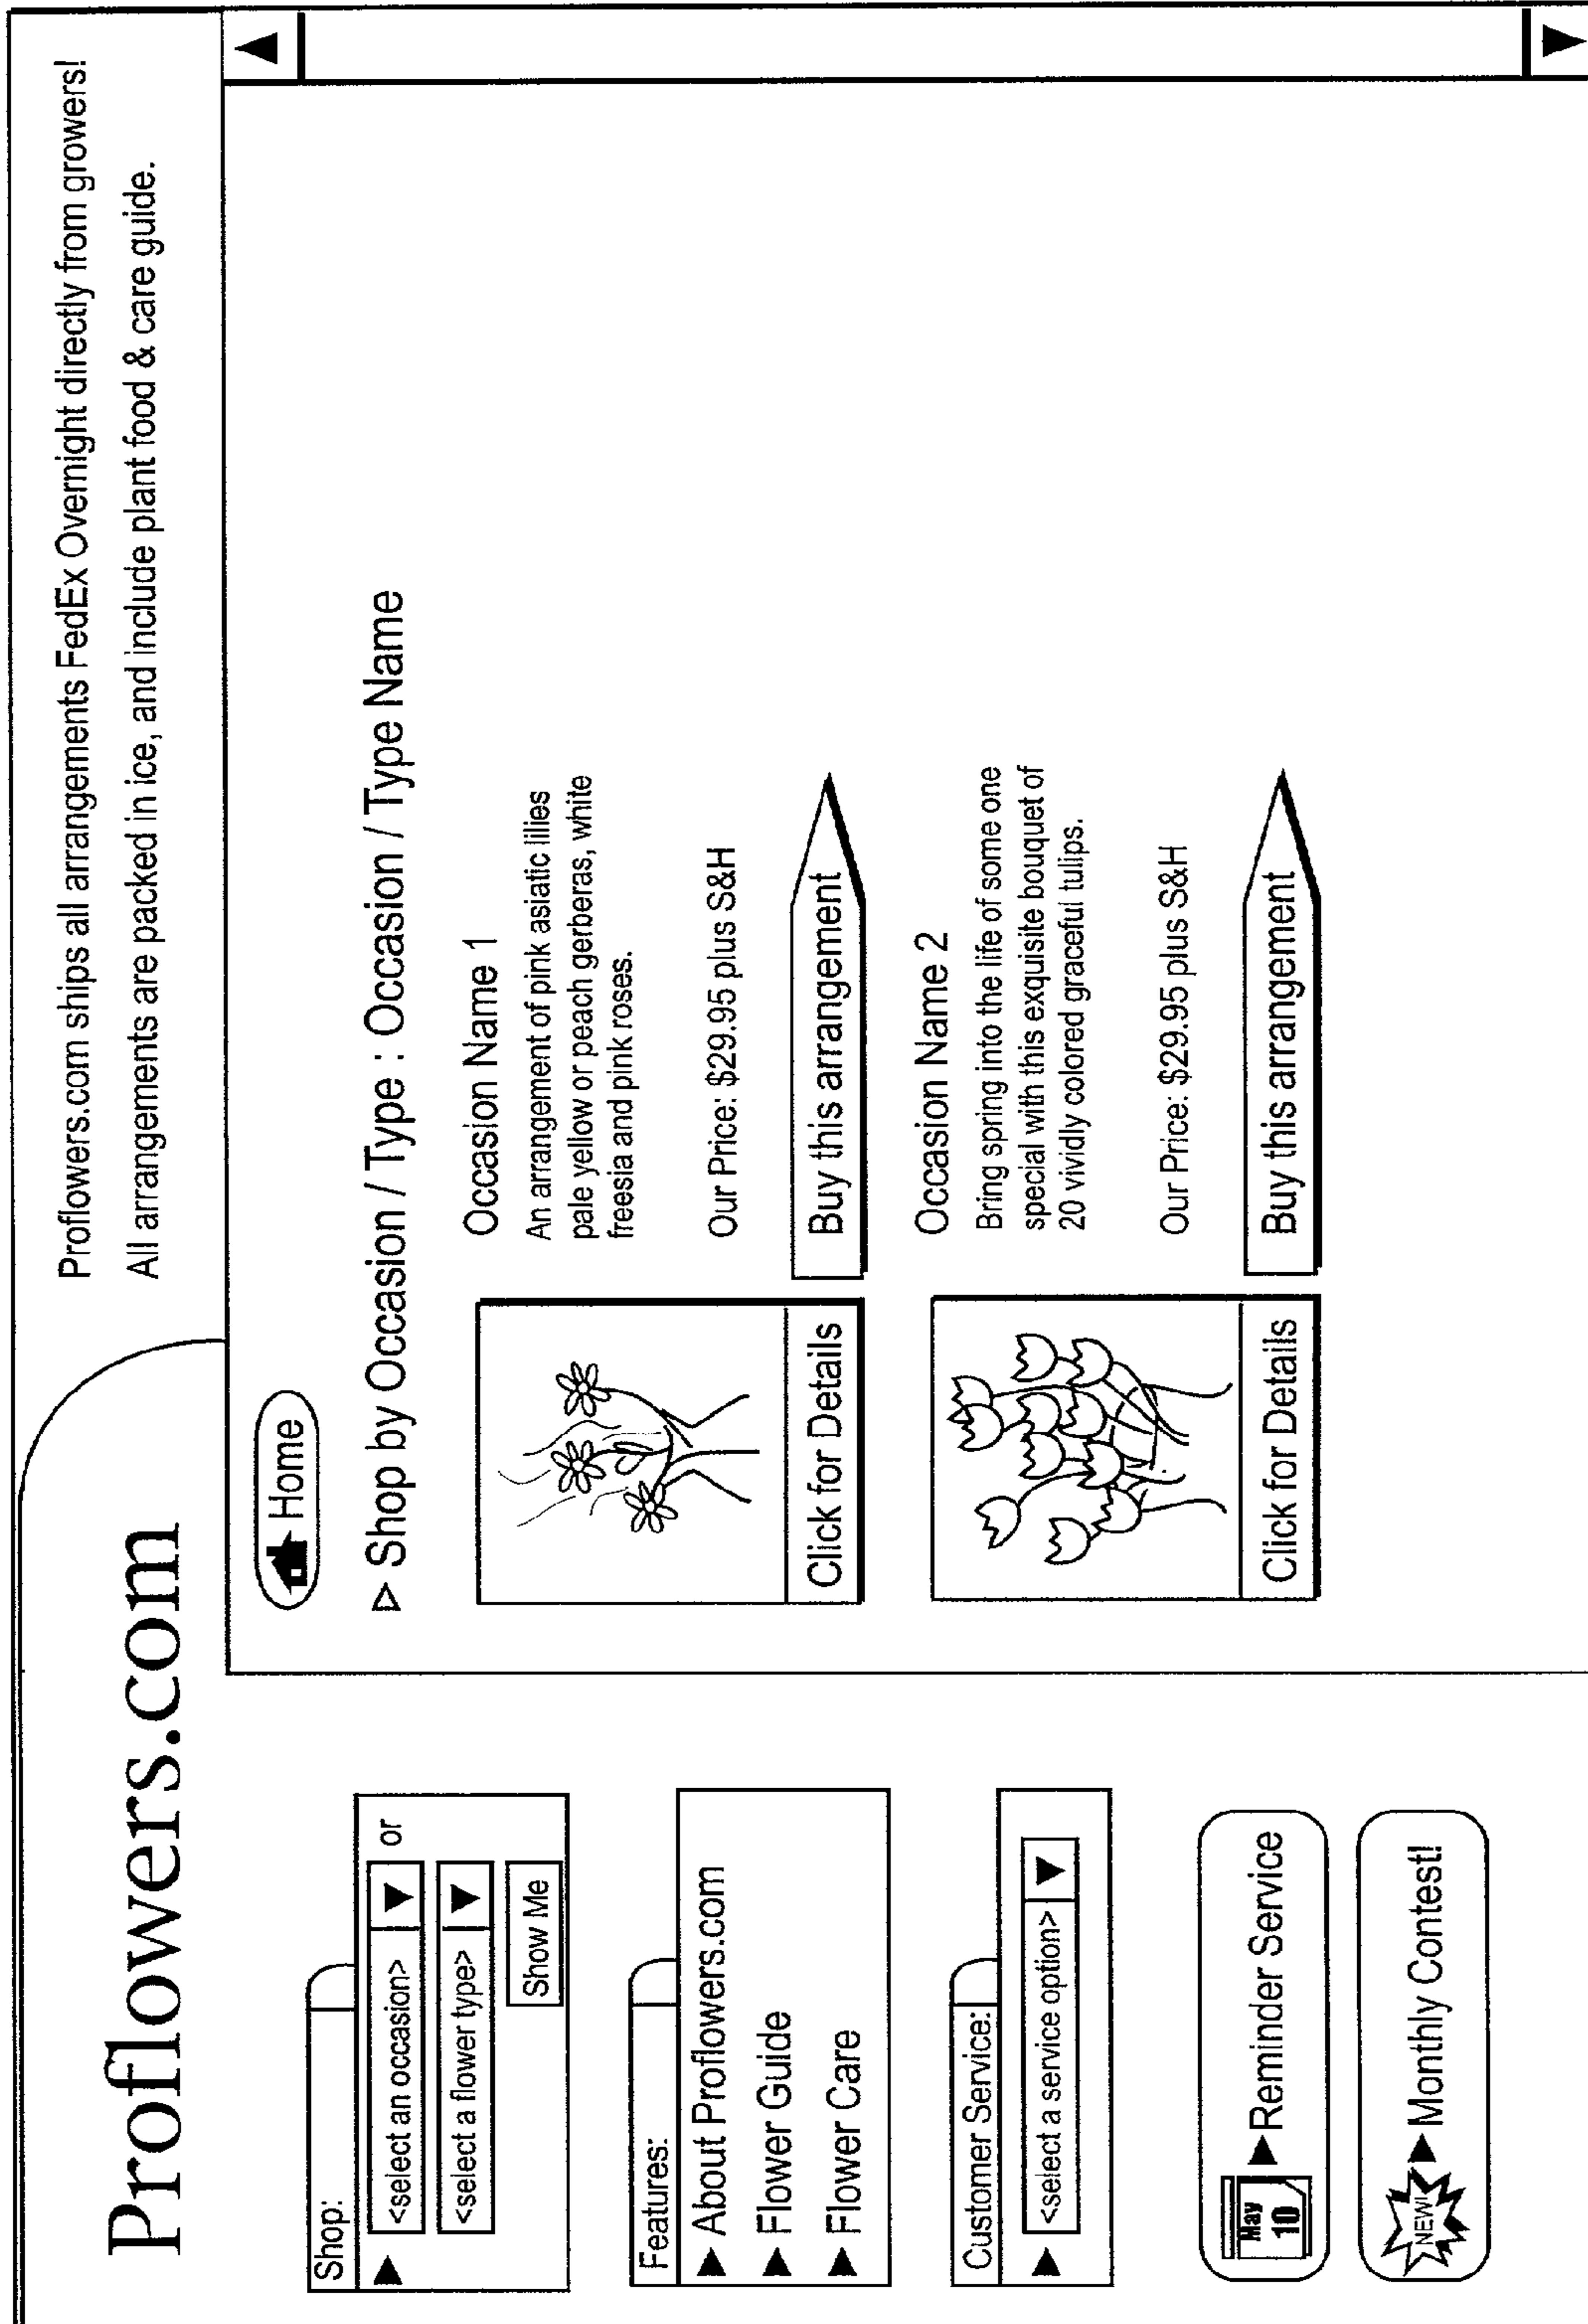 Proflowers.com
Proflowers.com ships all arrangements FedEx Overnight directly from growers!
All arrangements are packed in ice, and include plant food & care guide.
Shop:
<select an occasion>
or
<select a flower type>
Show Me
Features:
About Proflowers.com
Flower Guide
Flower Care
Customer Service:
<select a service option>
May
10
Reminder Service
NEW!
Monthly Contest!
Home
Shop by Occasion / Type : Occasion / Type Name
Occasion Name 1
An arrangement of pink asiatic lilies
pale yellow or peach gerberas, white
freesia and pink roses.
Our Price: $29.95 plus S&H
Click for Details
Buy this arrangement
Occasion Name 2
Bring spring into the life of some one
special with this exquisite bouquet of
20 vividly colored graceful tulips.
Our Price: $29.95 plus S&H
Click for Details
Buy this arrangement